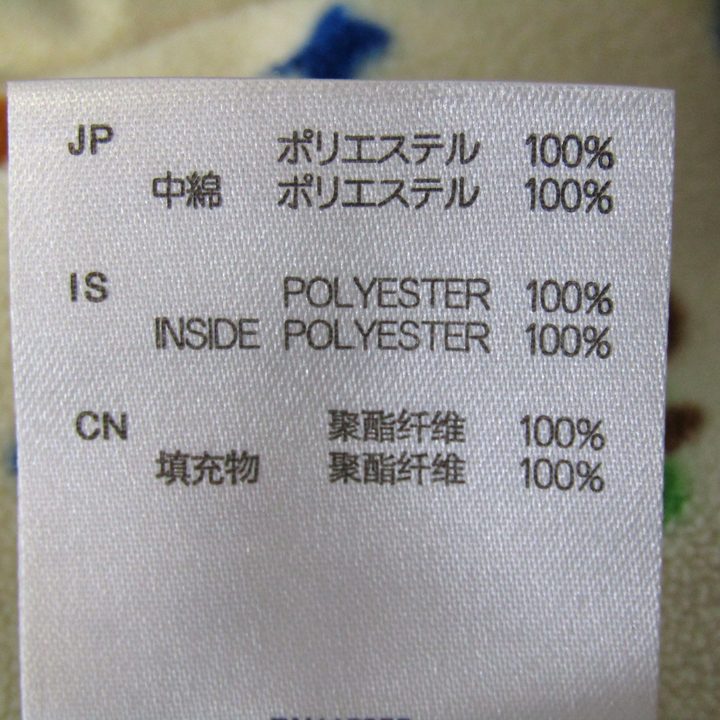 JP ポリエステル 100%
中綿 ポリエステル 100%
IS POLYESTER 100%
INSIDE POLYESTER 100%
CN 聚酯纤维 100%
填充物 聚酯纤维 100%